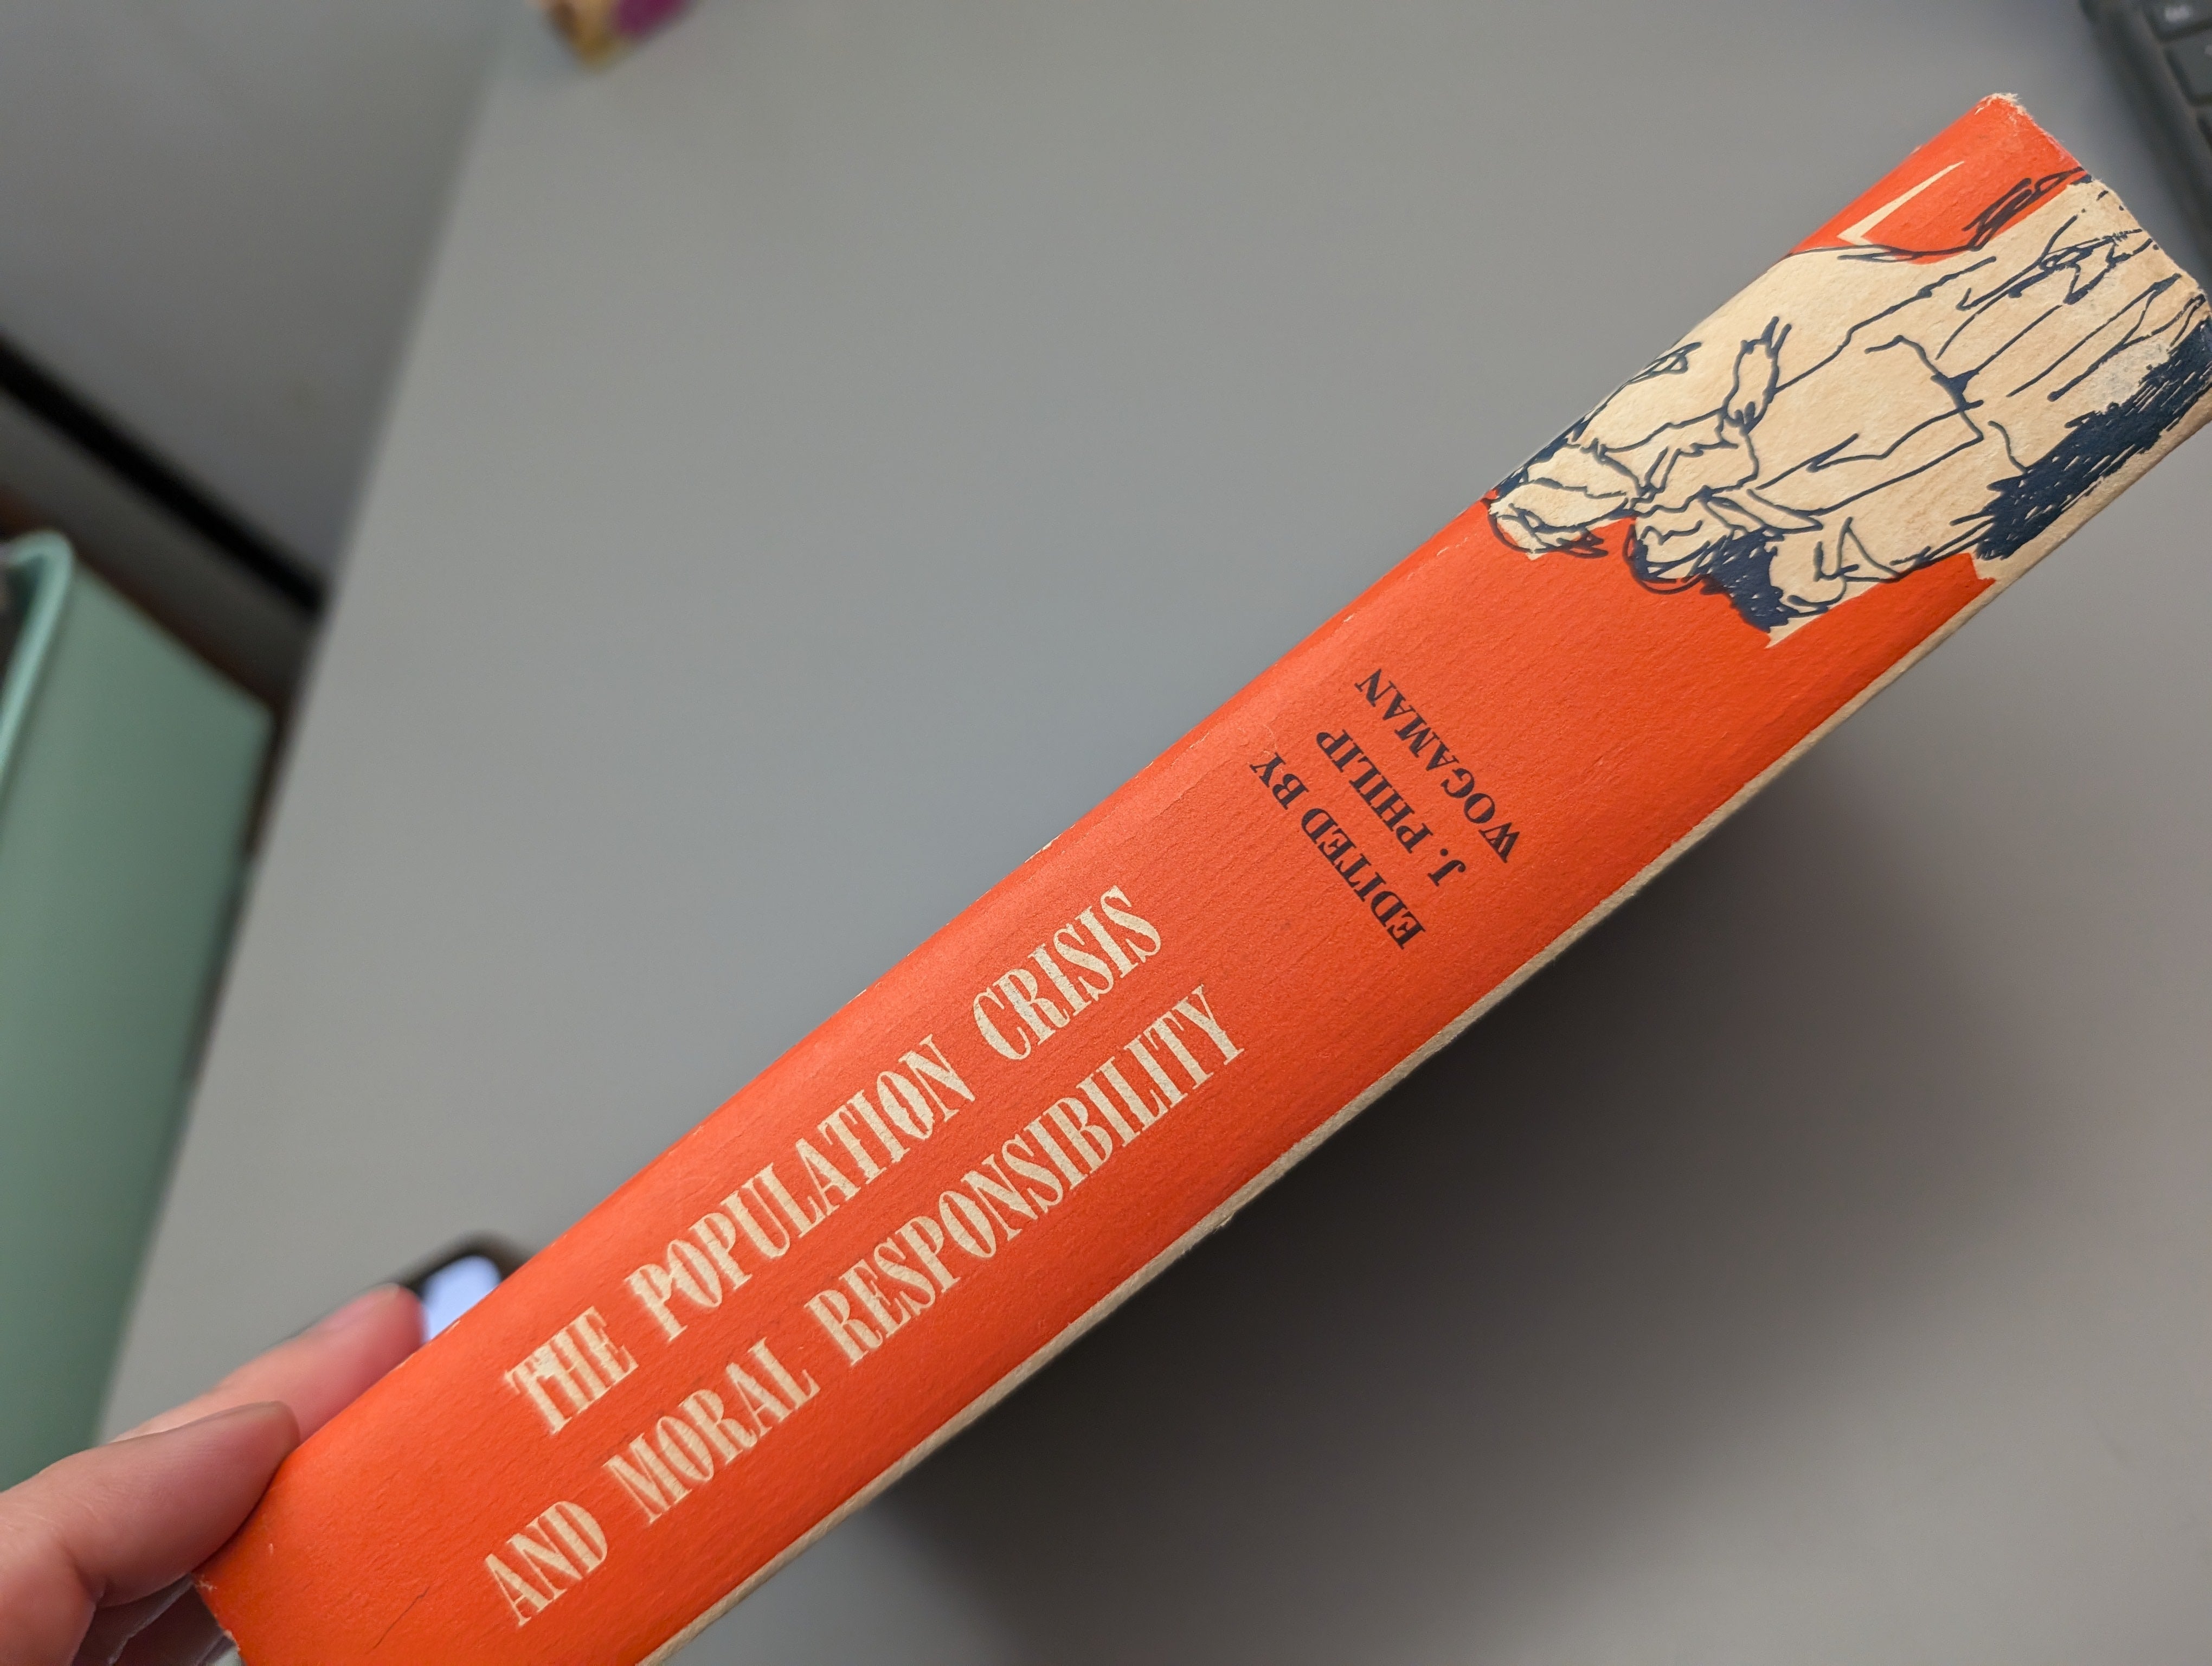 THE POPULATION CRISIS
AND MORAL RESPONSIBILITY
EDITED BY
J. PHILIP
WOGAMAN